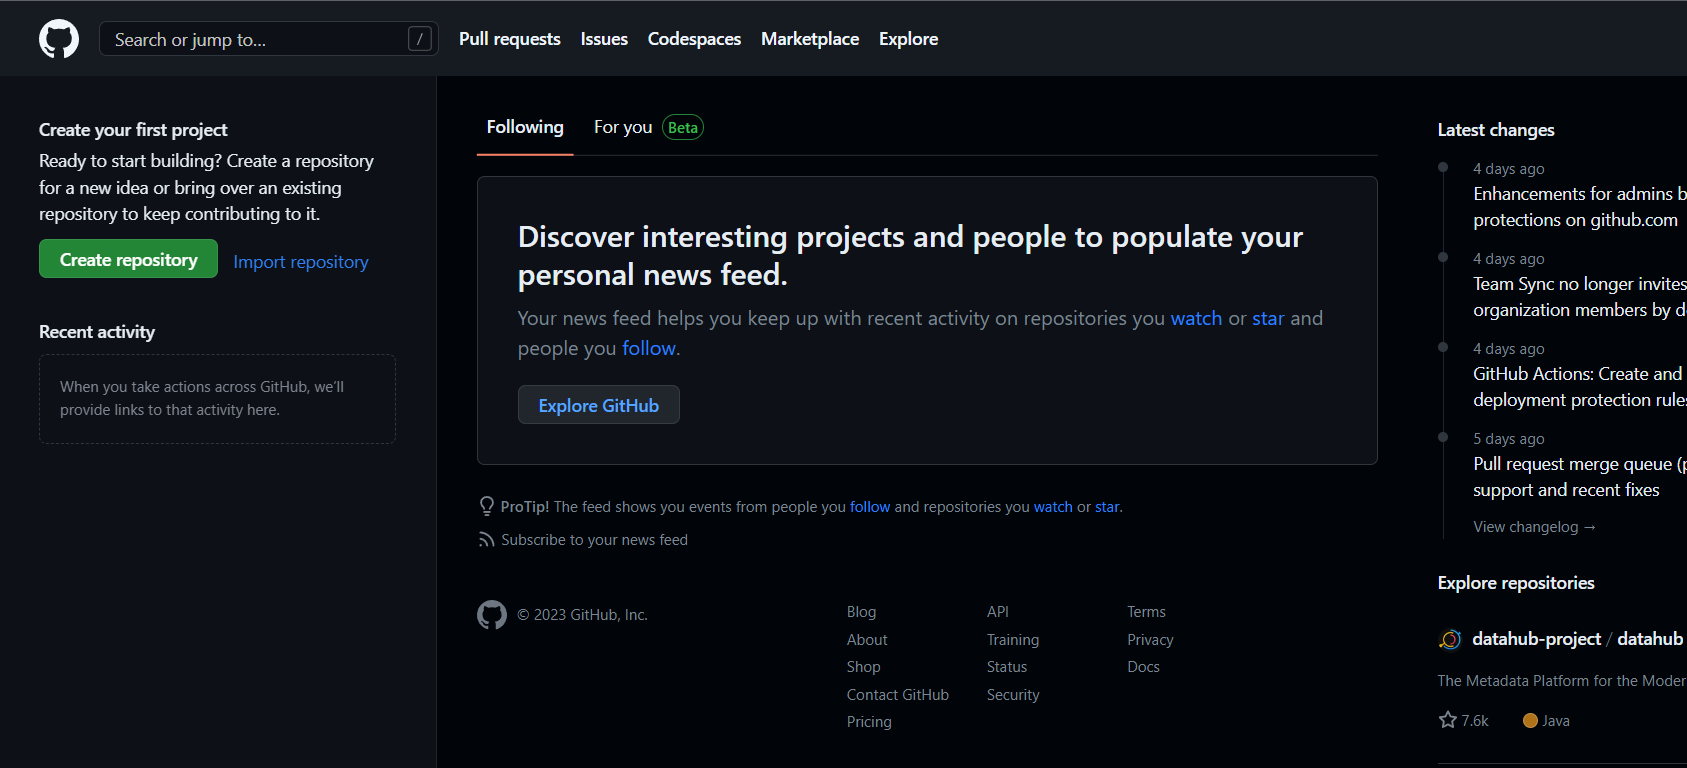 Search or jump to... /
Pull requests Issues Codespaces Marketplace Explore
Create your first project
Ready to start building? Create a repository
for a new idea or bring over an existing
repository to keep contributing to it.
Create repository Import repository
Recent activity
When you take actions across GitHub, we'll
provide links to that activity here.
Following For you Beta
Discover interesting projects and people to populate your
personal news feed.
Your news feed helps you keep up with recent activity on repositories you watch or star and
people you follow.
Explore GitHub
ProTip! The feed shows you events from people you follow and repositories you watch or star.
Subscribe to your news feed
© 2023 GitHub, Inc.
Blog
About
Shop
Contact GitHub
Pricing
API
Training
Status
Security
Terms
Privacy
Docs
Latest changes
4 days ago
Enhancements for admins
protections on github.com
4 days ago
Team Sync no longer invites
organization members by
4 days ago
GitHub Actions: Create and
deployment protection rules
5 days ago
Pull request merge queue
support and recent fixes
View changelog →
Explore repositories
datahub-project / datahub
The Metadata Platform for the
7.6k Java